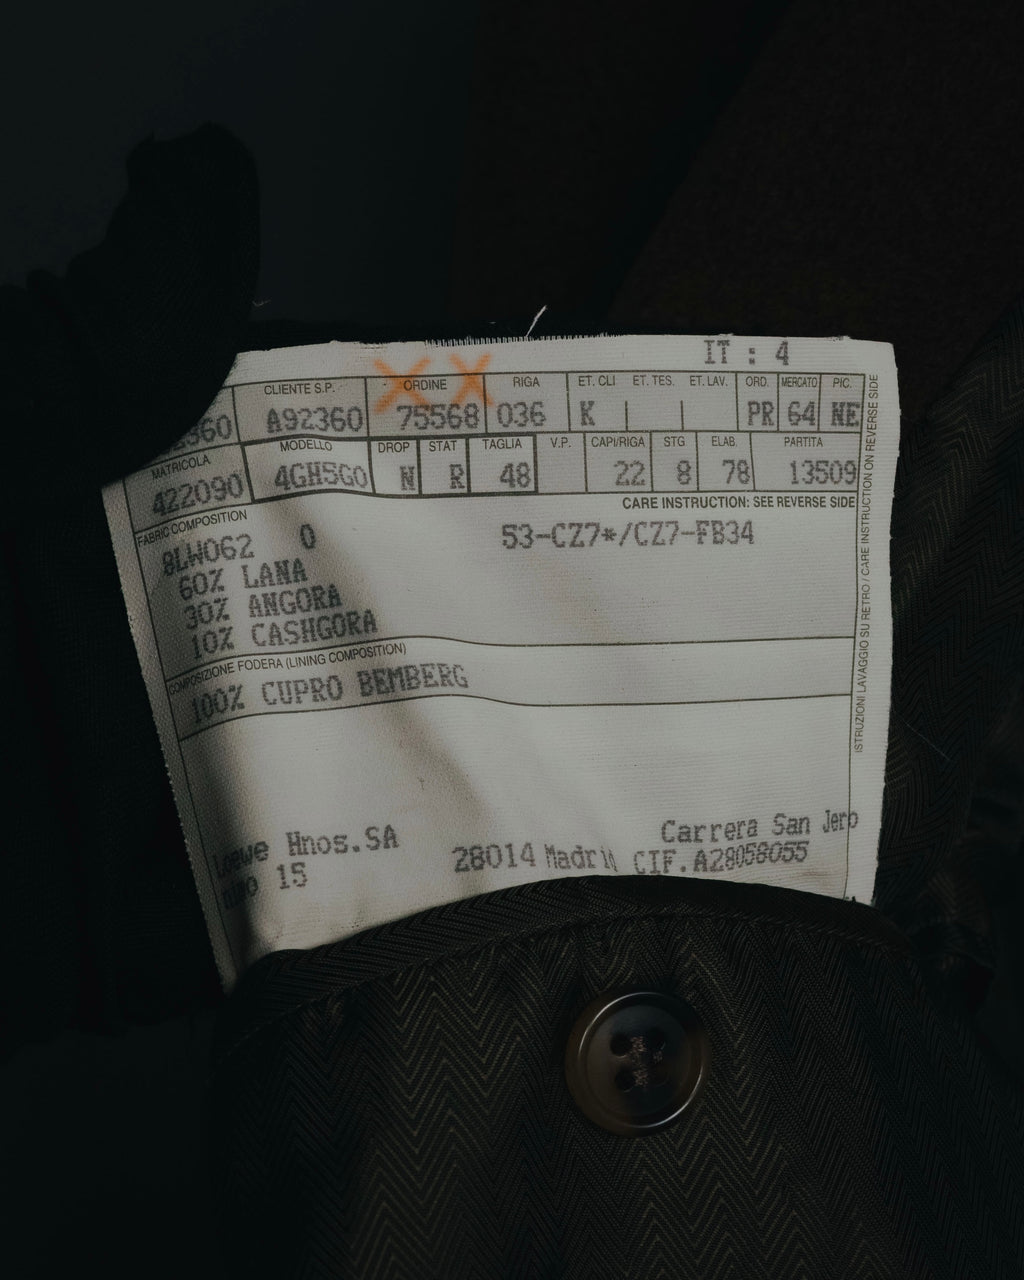 IT : 4
CLIENTE S.P. ORDINE RIGA ET. CLI ET. TES. ET. LAV. ORD. MERCATO PIC.
A92360 75568 036 K PR 64 NE
MATRICOLA MODELLO DROP STAT TAGLIA V.P. CAPI/RIGA STG ELAB. PARTITA
422090 4GH5G0 N R 48 22 8 78 13509
CARE INSTRUCTION: SEE REVERSE SIDE
FABRIC COMPOSITION
8LW062 0 53-CZ7*/CZ7-FB34
60% LANA
30% ANGORA
10% CASHGORA
COMPOSIZIONE FODERA (LINING COMPOSITION)
100% CUPRO BEMBERG
Loewe Hnos.SA Carrera San Jero
15 28014 Madrid CIF.A28058055
ISTRUZIONI LAVAGGIO SU RETRO / CARE INSTRUCTION ON REVERSE SIDE